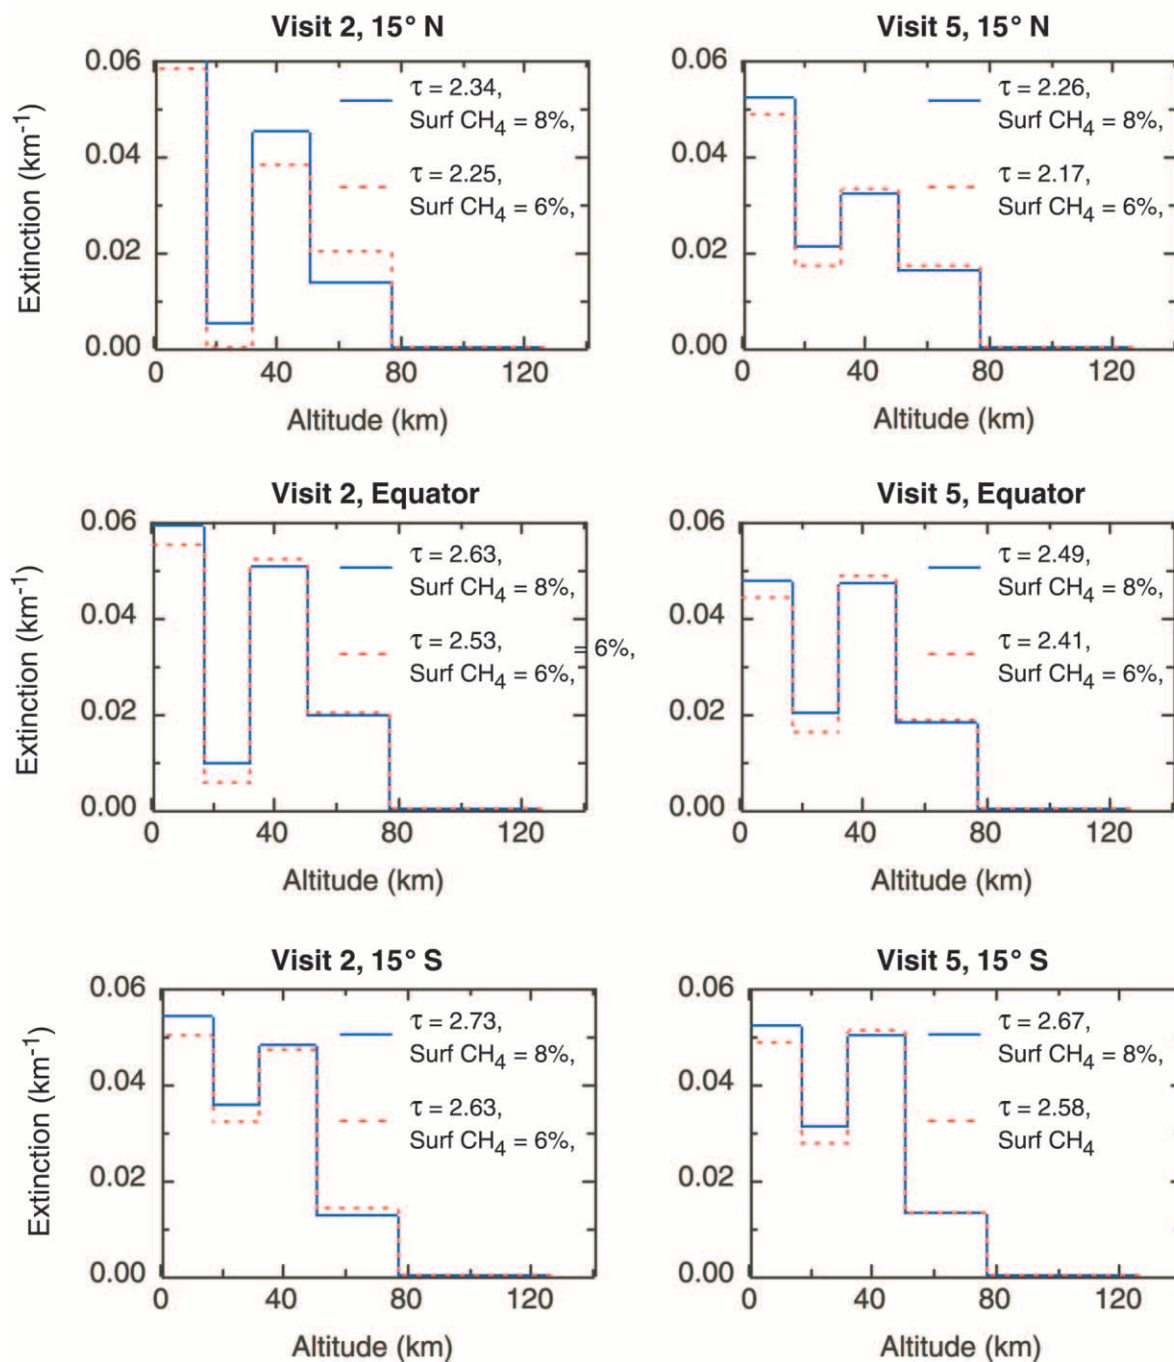 Visit 2, 15° N
0.06
0.04
0.02
0.00
Extinction (km⁻¹)
τ = 2.34,
Surf CH₄ = 8%,
τ = 2.25,
Surf CH₄ = 6%,
0 40 80 120
Altitude (km)
Visit 5, 15° N
0.06
0.04
0.02
0.00
τ = 2.26,
Surf CH₄ = 8%,
τ = 2.17,
Surf CH₄ = 6%,
0 40 80 120
Altitude (km)
Visit 2, Equator
0.06
0.04
0.02
0.00
Extinction (km⁻¹)
τ = 2.63,
Surf CH₄ = 8%,
τ = 2.53,
= 6%,
Surf CH₄ = 6%,
0 40 80 120
Altitude (km)
Visit 5, Equator
0.06
0.04
0.02
0.00
τ = 2.49,
Surf CH₄ = 8%,
τ = 2.41,
Surf CH₄ = 6%,
0 40 80 120
Altitude (km)
Visit 2, 15° S
0.06
0.04
0.02
0.00
Extinction (km⁻¹)
τ = 2.73,
Surf CH₄ = 8%,
τ = 2.63,
Surf CH₄ = 6%,
0 40 80 120
Altitude (km)
Visit 5, 15° S
0.06
0.04
0.02
0.00
τ = 2.67,
Surf CH₄ = 8%,
τ = 2.58,
Surf CH₄
0 40 80 120
Altitude (km)